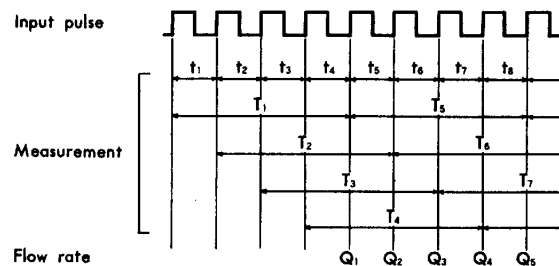 Input pulse
t₁ t₂ t₃ t₄ t₅ t₆ t₇ t₈
T₁ T₅
Measurement
T₂ T₆
T₃ T₇
T₄
Flow rate Q₁ Q₂ Q₃ Q₄ Q₅